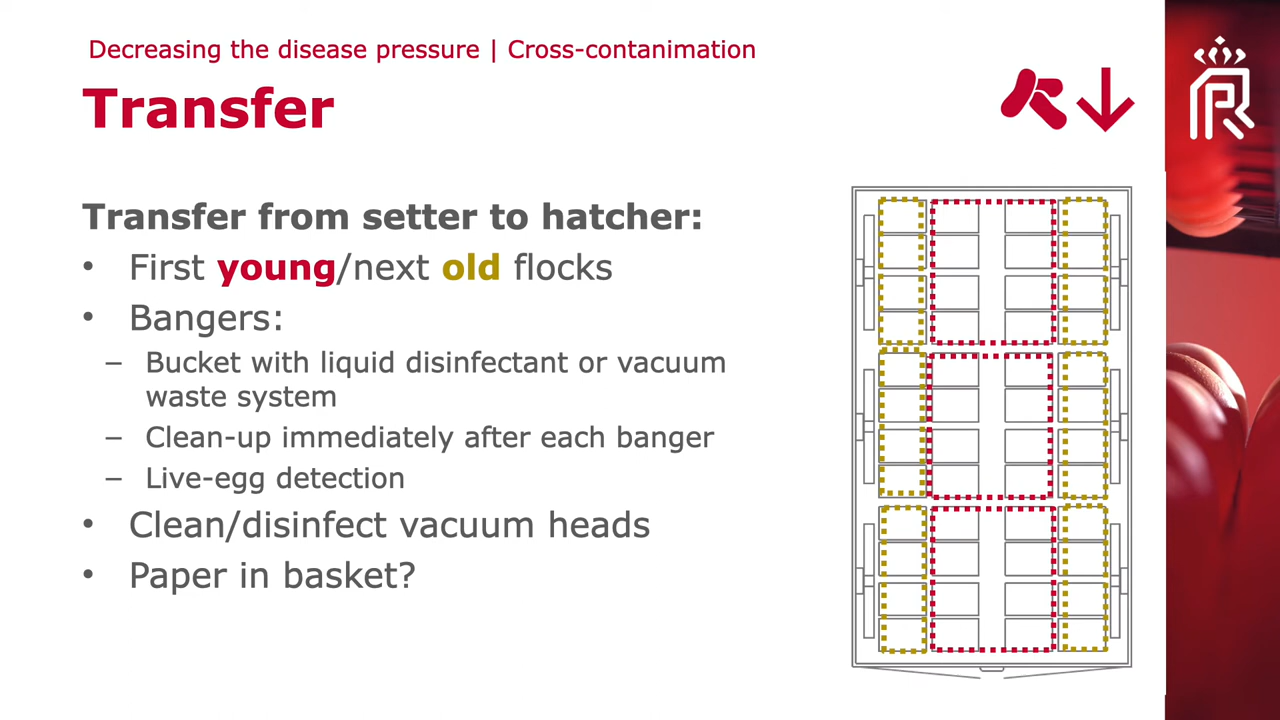 Decreasing the disease pressure | Cross-contanimation
Transfer
Transfer from setter to hatcher:
• First young/next old flocks
• Bangers:
– Bucket with liquid disinfectant or vacuum
waste system
– Clean-up immediately after each banger
– Live-egg detection
• Clean/disinfect vacuum heads
• Paper in basket?